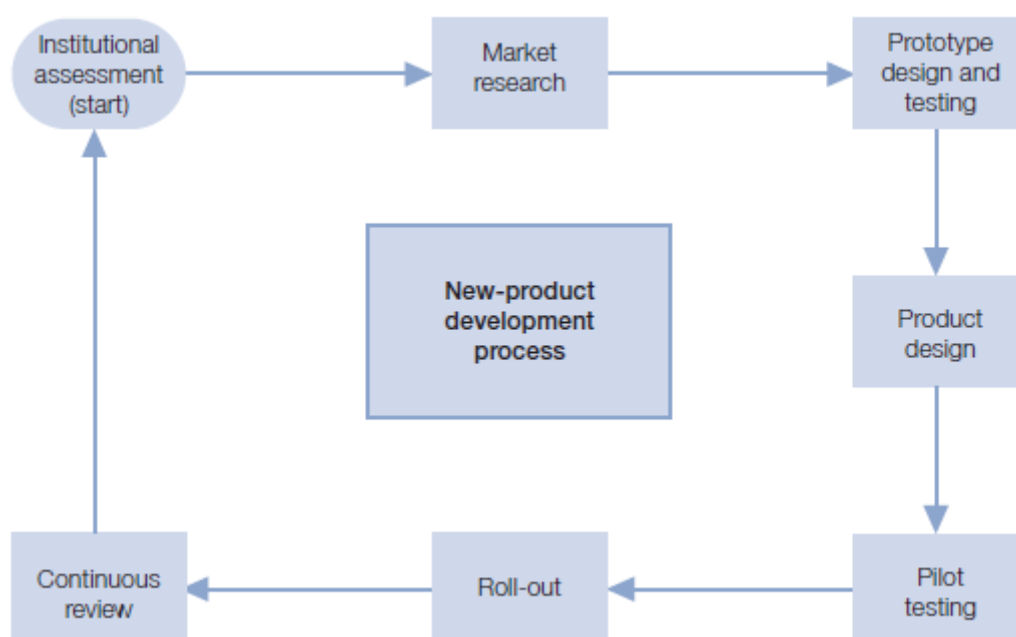 Institutional
assessment
(start)
Market
research
Prototype
design and
testing
New-product
development
process
Product
design
Continuous
review
Roll-out
Pilot
testing